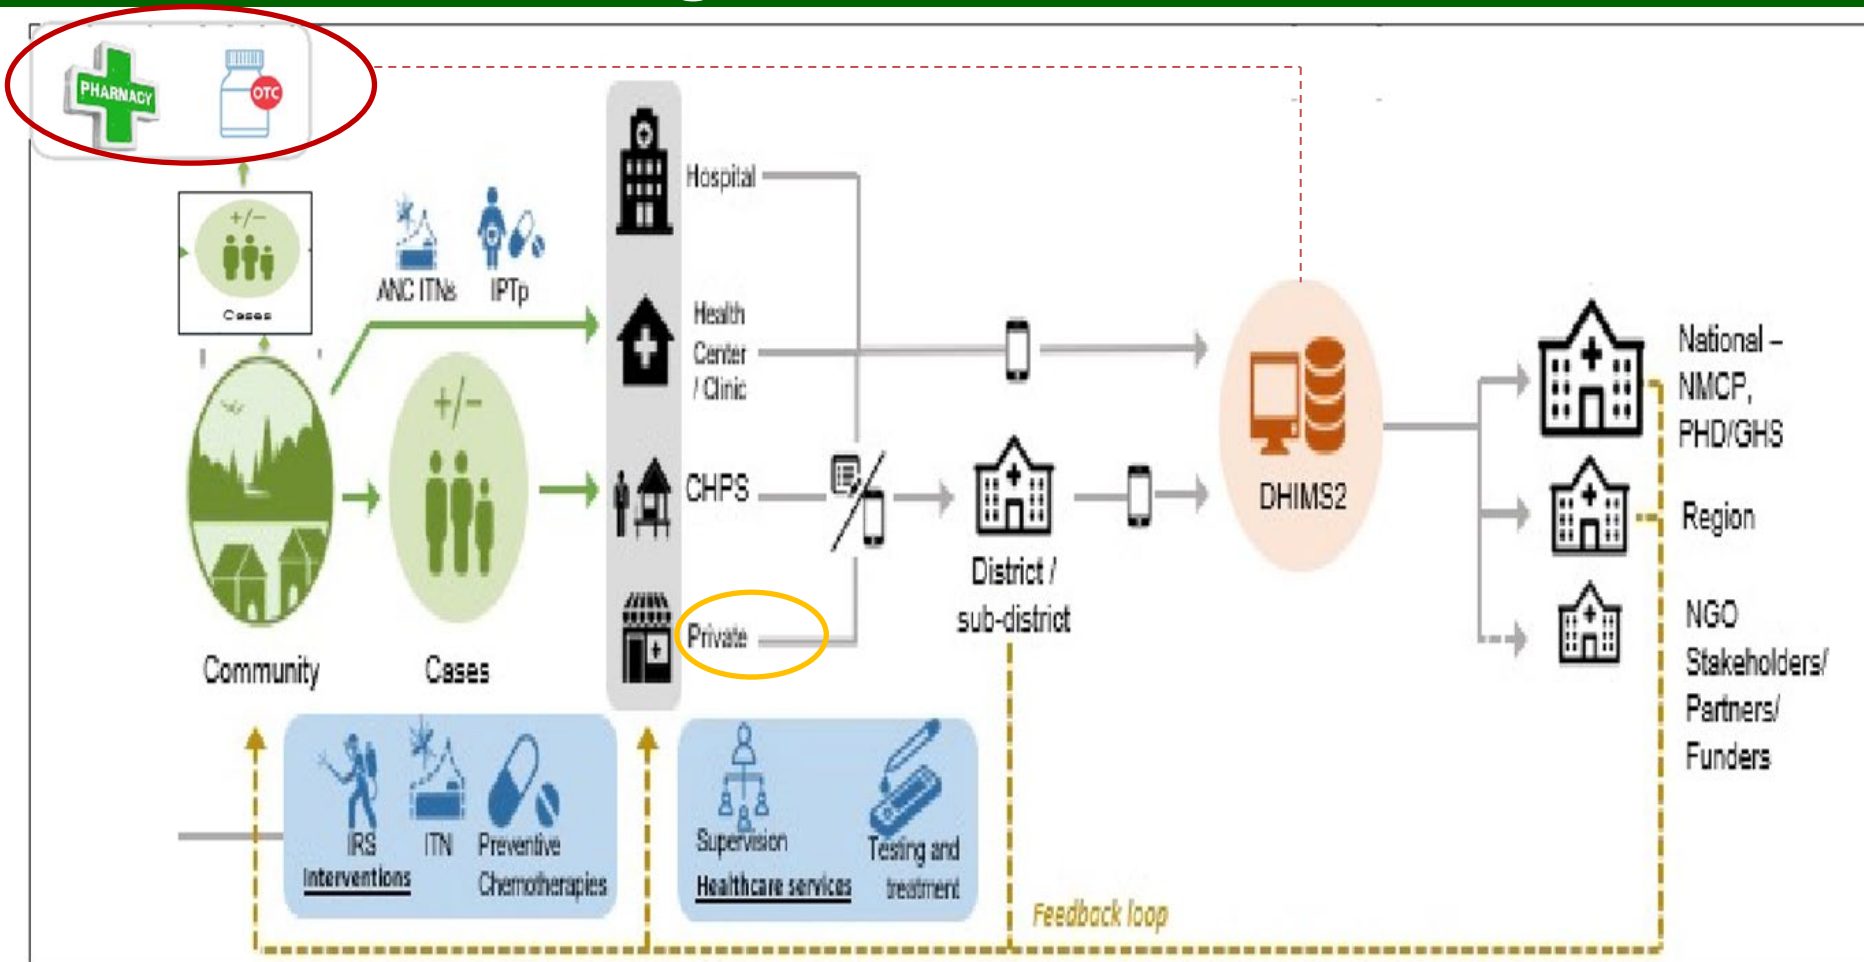 PHARMACY
OTC
+/−
Cases
ANC ITNs
IPTp
Hospital
Health
Center
/ Clinic
CHPS
Private
+/−
Community
Cases
District /
sub-district
DHIMS2
National –
NMCP,
PHD/GHS
Region
NGO
Stakeholders/
Partners/
Funders
IRS
ITN
Preventive
Chemotherapies
Interventions
Supervision
Healthcare services
Testing and
treatment
Feedback loop